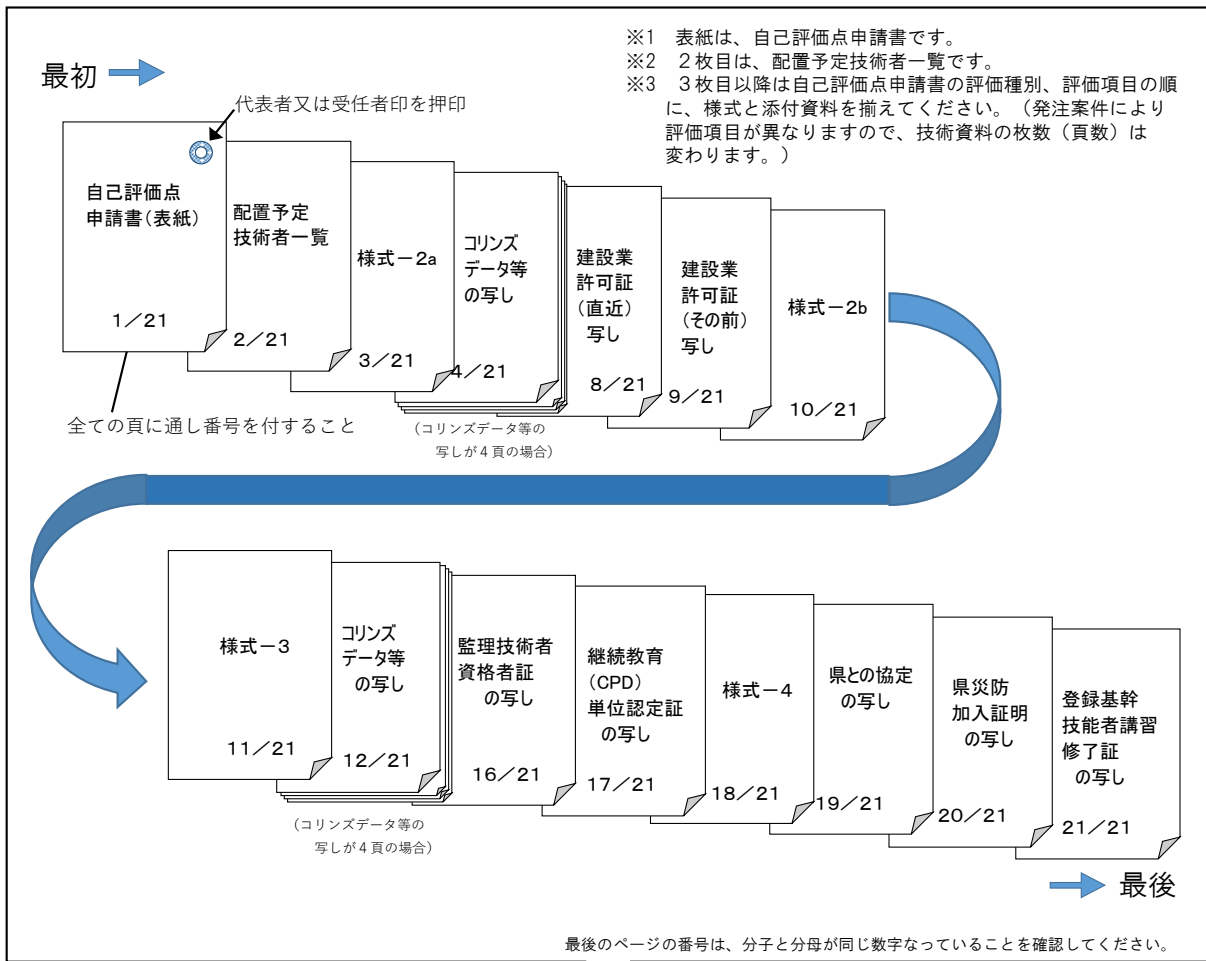 ※1　表紙は、自己評価点申請書です。
※2　２枚目は、配置予定技術者一覧です。
※3　３枚目以降は自己評価点申請書の評価種別、評価項目の順
に、様式と添付資料を揃えてください。（発注案件により
評価項目が異なりますので、技術資料の枚数（頁数）は
変わります。）
最初
代表者又は受任者印を押印
自己評価点
申請書（表紙）
1／21
配置予定
技術者一覧
2／21
様式－2a
3／21
コリンズ
データ等
の写し
4／21
建設業
許可証
（直近）
写し
8／21
建設業
許可証
（その前）
写し
9／21
様式－2b
10／21
全ての頁に通し番号を付すること
（コリンズデータ等の
写しが４頁の場合）
様式－3
11／21
コリンズ
データ等
の写し
12／21
監理技術者
資格者証
の写し
16／21
継続教育
（CPD）
単位認定証
の写し
17／21
様式－4
18／21
県との協定
の写し
19／21
県災防
加入証明
の写し
20／21
登録基幹
技能者講習
修了証
の写し
21／21
（コリンズデータ等の
写しが４頁の場合）
最後
最後のページの番号は、分子と分母が同じ数字なっていることを確認してください。